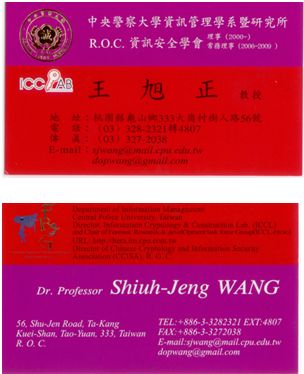 中央警察大學資訊管理學系暨研究所
R.O.C. 資訊安全學會 理事 (2000~)
常務理事 (2006~2009)
ICCLAB
王旭正 教授
地 址：桃園縣龜山鄉333大崗村樹人路56號
電 話：(03) 328-2321轉4807
傳 真：(03) 327 2038
E-mail：sjwang@mail.cpu.edu.tw
dopwang@gmail.com
Department of Information Management
Central Police University, Taiwan
Director, Information Cryptology & Construction Lab. (ICCL)
and Chair of
URL: http://hera.im.cpu.edu.tw
Director of Chinese Cryptology and Information Security
Association (CCISA), R. O. C.
Dr. Professor Shiuh-Jeng WANG
56, Shu-Jen Road, Ta-Kang
Kuei-Shan, Tao-Yuan, 333, Taiwan
R. O. C.
TEL:+886-3-3282321 EXT:4807
FAX:+886-3-3272038
E-mail:sjwang@mail.cpu.edu.tw
dopwang@gmail.com